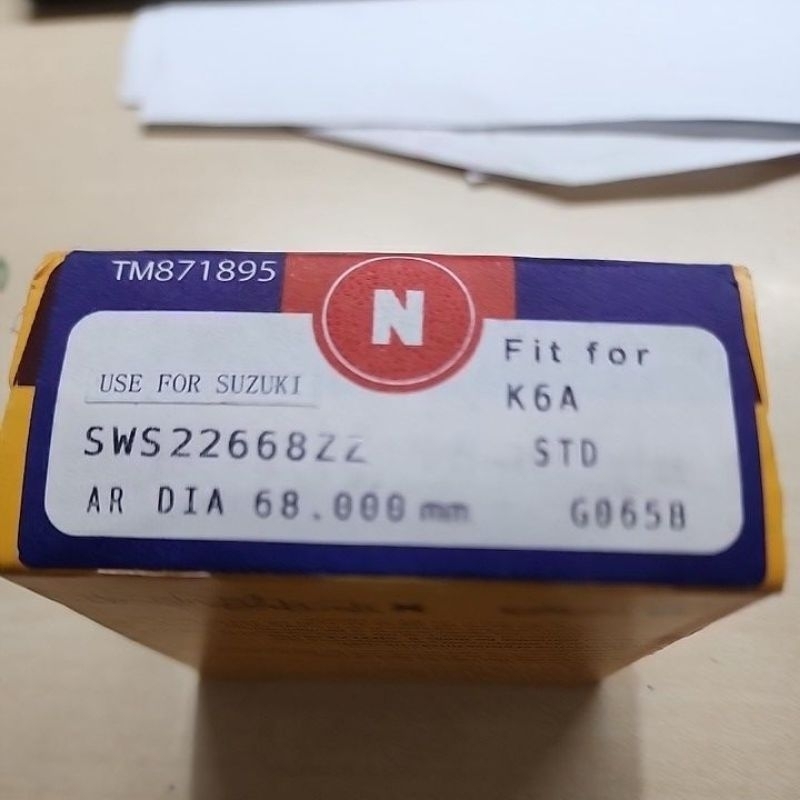 TM871895
N
Fit for
USE FOR SUZUKI
K6A
SWS22668ZZ
STD
AR DIA 68.000 mm
G065B